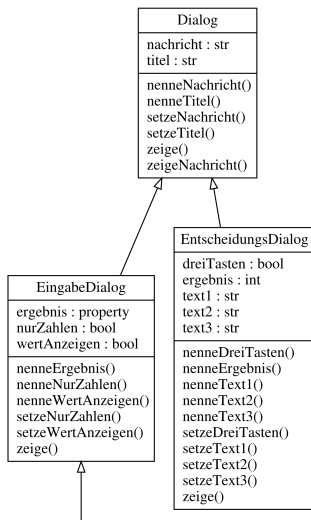 Dialog
nachricht : str
titel : str
nenneNachricht()
nenneTitel()
setzeNachricht()
setzeTitel()
zeige()
zeigeNachricht()
EingabeDialog
ergebnis : property
nurZahlen : bool
wertAnzeigen : bool
nenneErgebnis()
nenneNurZahlen()
nenneWertAnzeigen()
setzeNurZahlen()
setzeWertAnzeigen()
zeige()
EntscheidungsDialog
dreiTasten : bool
ergebnis : int
text1 : str
text2 : str
text3 : str
nenneDreiTasten()
nenneErgebnis()
nenneText1()
nenneText2()
nenneText3()
setzeDreiTasten()
setzeText1()
setzeText2()
setzeText3()
zeige()